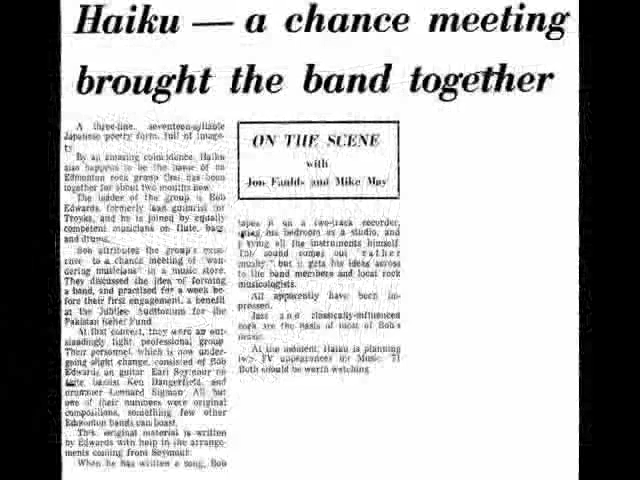 Haiku — a chance meeting
brought the band together
A three-line, seventeen-syllable
Japanese poetry form, full of image-
ry.
By an amazing coincidence, Haiku
also happens to be the name of an
Edmonton rock group that has been
together for about two months now.
The leader of the group is Bob
Edwards, formerly lead guitarist for
Troyka, and he is joined by equally
competent musicians on flute, bass
and drums.
Bob attributes the group's exist-
ence to a chance meeting of "wan-
dering musicians" in a music store.
They discussed the idea of forming
a band, and practised for a week be-
fore their first engagement, a benefit
at the Jubilee Auditorium for the
Pakistan Relief Fund.
At that concert, they were an out-
standingly tight, professional group.
Their personnel, which is now under-
going slight change, consisted of Bob
Edwards on guitar, Earl Seymour on
flute, bassist Ken Dangerfield, and
drummer Lennard Sigman. All but
one of their numbers were original
compositions, something few other
Edmonton bands can boast.
This original material is written
by Edwards with help in the arrange-
ments coming from Seymour.
When he has written a song, Bob
ON THE SCENE
with
Jon Faulds and Mike May
tapes it on a two-track recorder,
using his bedroom as a studio, and
playing all the instruments himself.
The sound comes out "rather
mushy" but it gets his ideas across
to the band members and local rock
musicologists.
All apparently have been im-
pressed.
Jazz and classically-influenced
rock are the basis of most of Bob's
music.
At the moment, Haiku is planning
two TV appearances for Music '71
Both should be worth watching